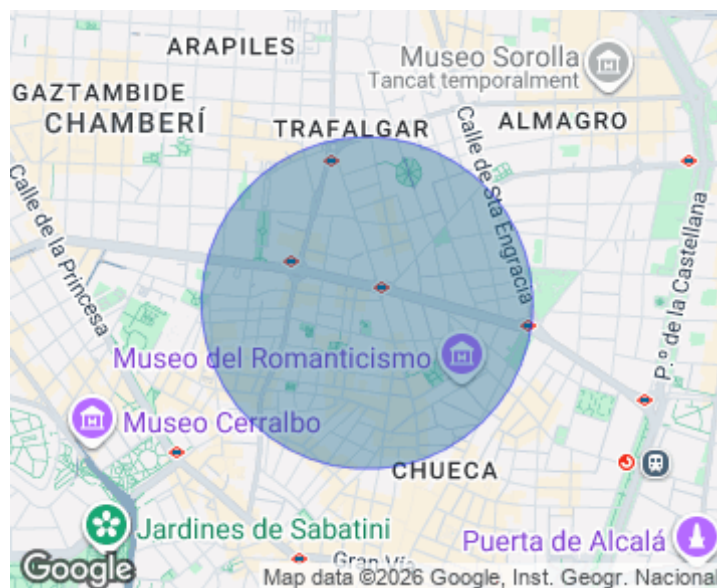 ARAPILES
Museo Sorolla
Tancat temporalment
GAZTAMBIDE
CHAMBERÍ
TRAFALGAR
ALMAGRO
Calle de Sta Engracia
Calle de la Princesa
P.º de la Castellana
Museo del Romanticismo
Museo Cerralbo
CHUECA
Jardines de Sabatini
Puerta de Alcalá
Gran Vía
Google
Map data ©2026 Google, Inst. Geogr. Nacional